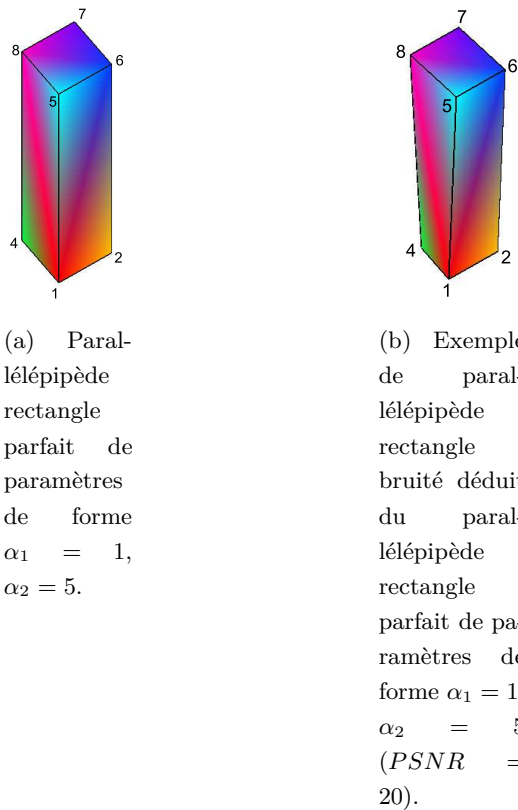 7
8
6
5
4
2
1
(a) Paral-
lélépipède
rectangle
parfait de
paramètres
de forme
α₁ = 1,
α₂ = 5.
7
8
6
5
4
2
1
(b) Exemple
de paral-
lélépipède
rectangle
bruité déduit
du paral-
lélépipède
rectangle
parfait de pa-
ramètres de
forme α₁ = 1
α₂ = 5
(PSNR =
20).